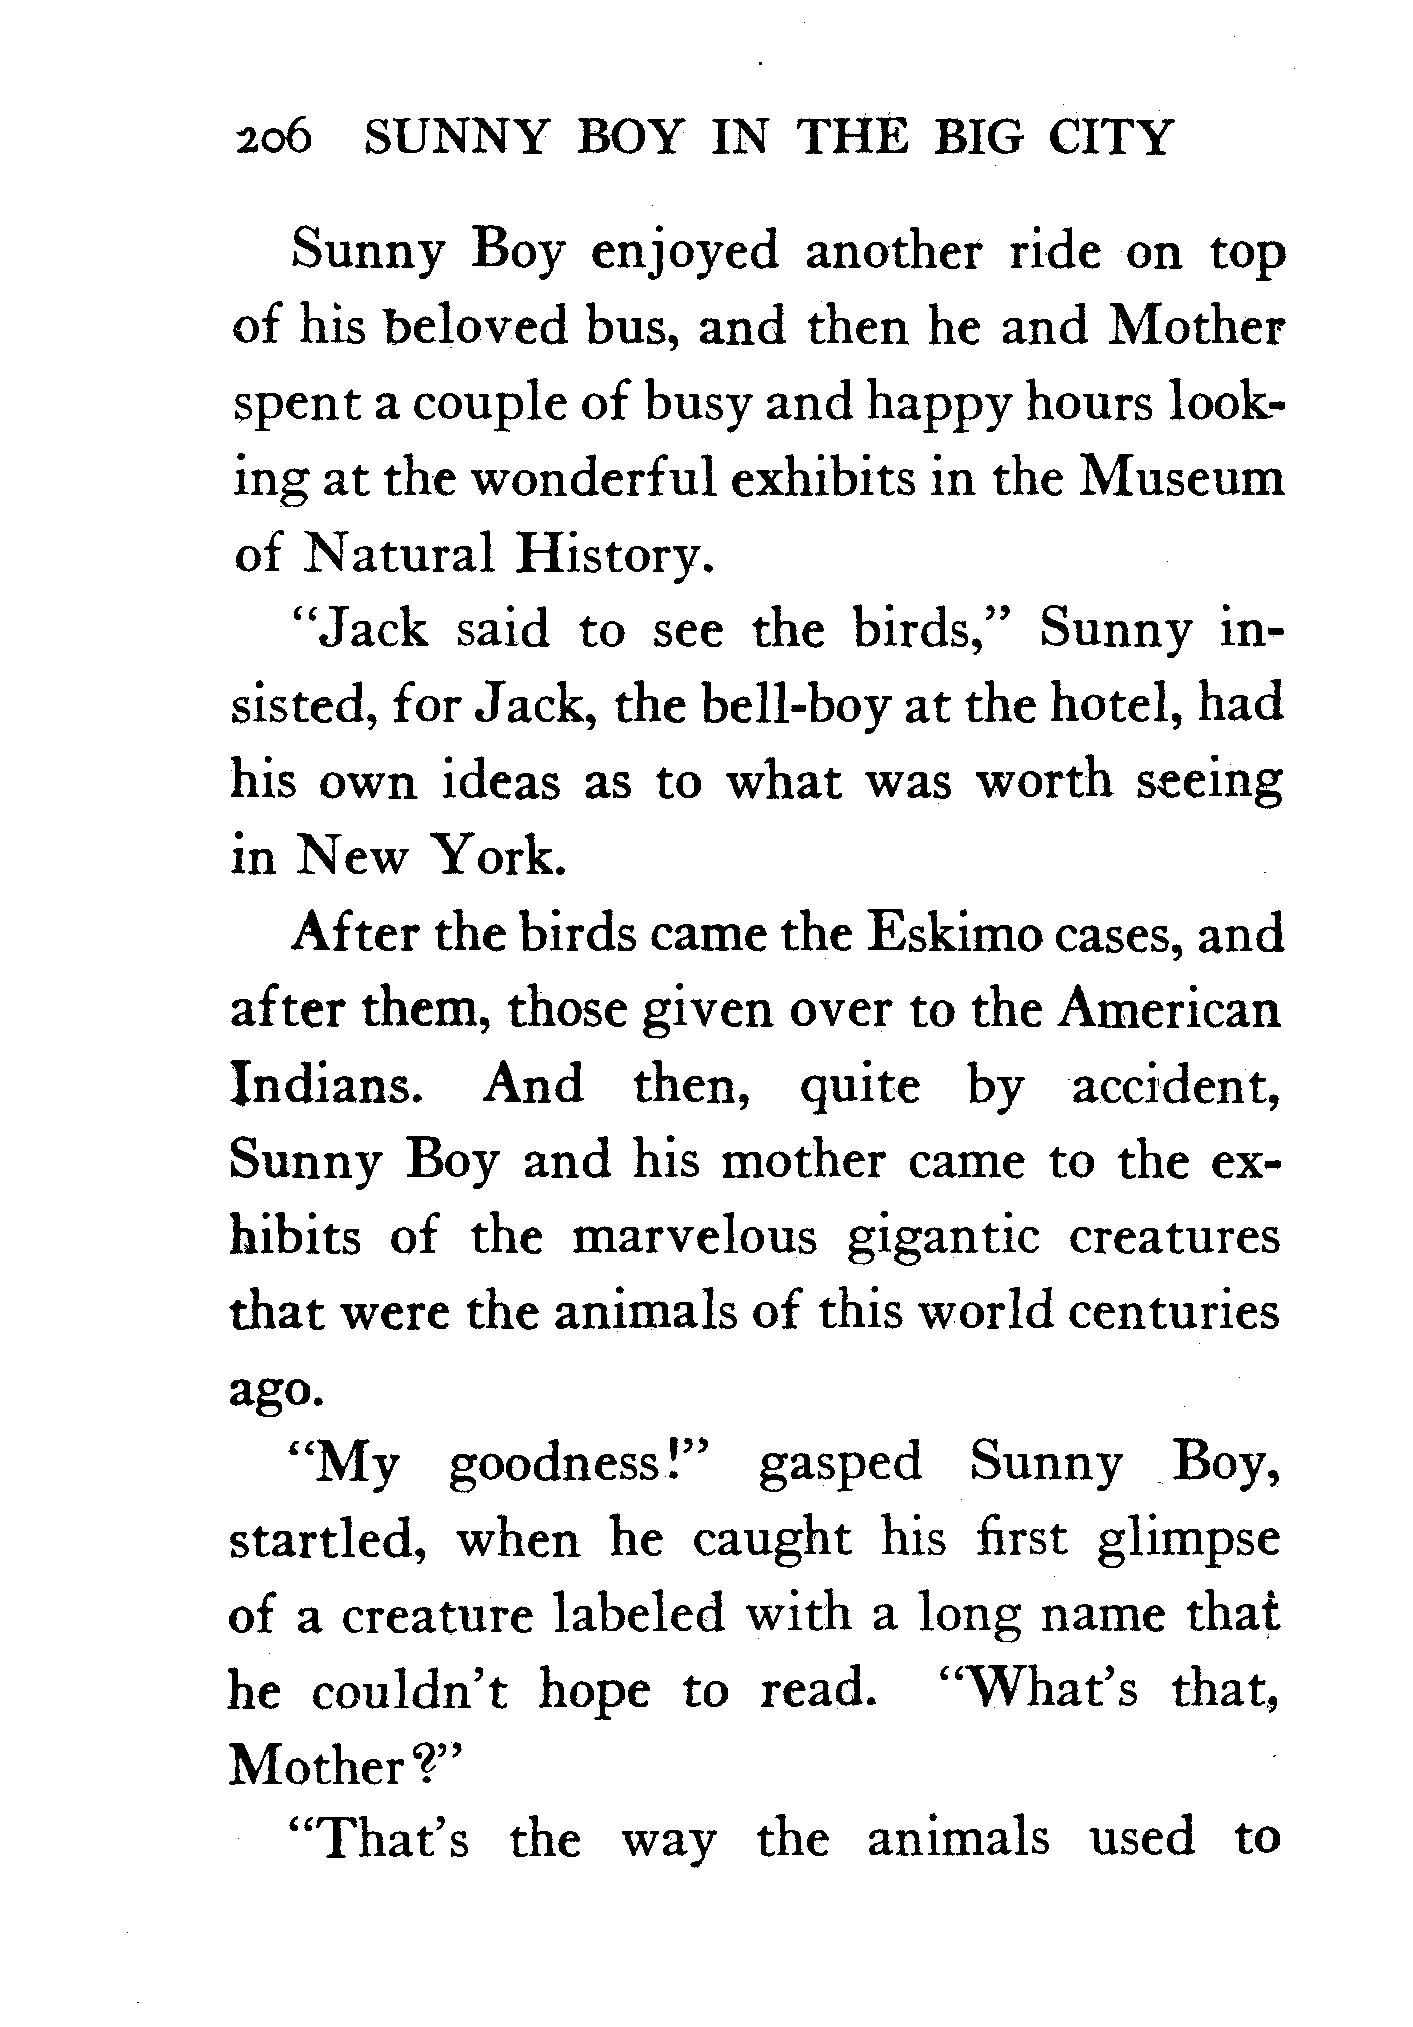 206 SUNNY BOY IN THE BIG CITY
Sunny Boy enjoyed another ride on top
of his beloved bus, and then he and Mother
spent a couple of busy and happy hours look-
ing at the wonderful exhibits in the Museum
of Natural History.
"Jack said to see the birds," Sunny in-
sisted, for Jack, the bell-boy at the hotel, had
his own ideas as to what was worth seeing
in New York.
After the birds came the Eskimo cases, and
after them, those given over to the American
Indians. And then, quite by accident,
Sunny Boy and his mother came to the ex-
hibits of the marvelous gigantic creatures
that were the animals of this world centuries
ago.
"My goodness!" gasped Sunny Boy,
startled, when he caught his first glimpse
of a creature labeled with a long name that
he couldn't hope to read. "What's that,
Mother?"
"That's the way the animals used to